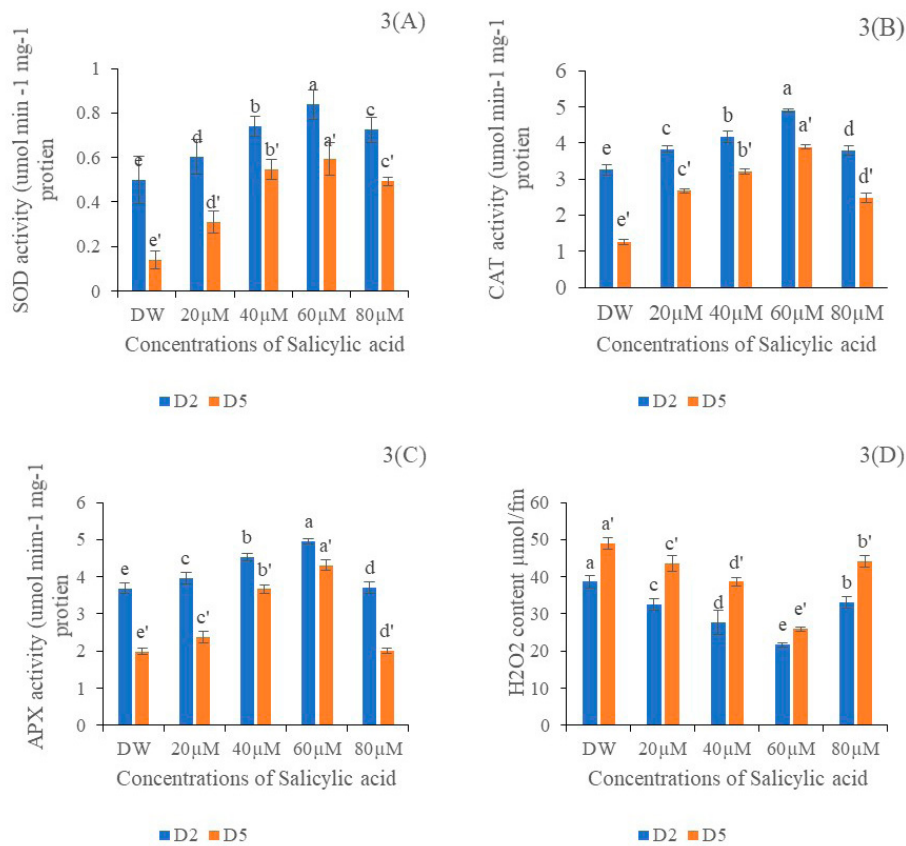 3(A)
SOD activity (umol min -1 mg-1
protien
1
0.8
0.6
0.4
0.2
0
e
e'
d
d'
b
b'
a
a'
c
c'
DW 20µM 40µM 60µM 80µM
Concentrations of Salicylic acid
D2 D5
3(B)
CAT activity (umol min-1 mg-1
protien
6
5
4
3
2
1
0
e
e'
c
c'
b
b'
a
a'
d
d'
DW 20µM 40µM 60µM 80µM
Concentrations of Salicylic acid
D2 D5
3(C)
APX activity (umol mim-1 mg-1
protien
6
5
4
3
2
1
0
e
e'
c
c'
b
b'
a
a'
d
d'
DW 20µM 40µM 60µM 80µM
Concentrations of Salicylic acid
D2 D5
3(D)
H2O2 content µmol/fm
60
50
40
30
20
10
0
a
a'
c
c'
d
d'
e
e'
b
b'
DW 20µM 40µM 60µM 80µM
Concentrations of Salicylic acid
D2 D5